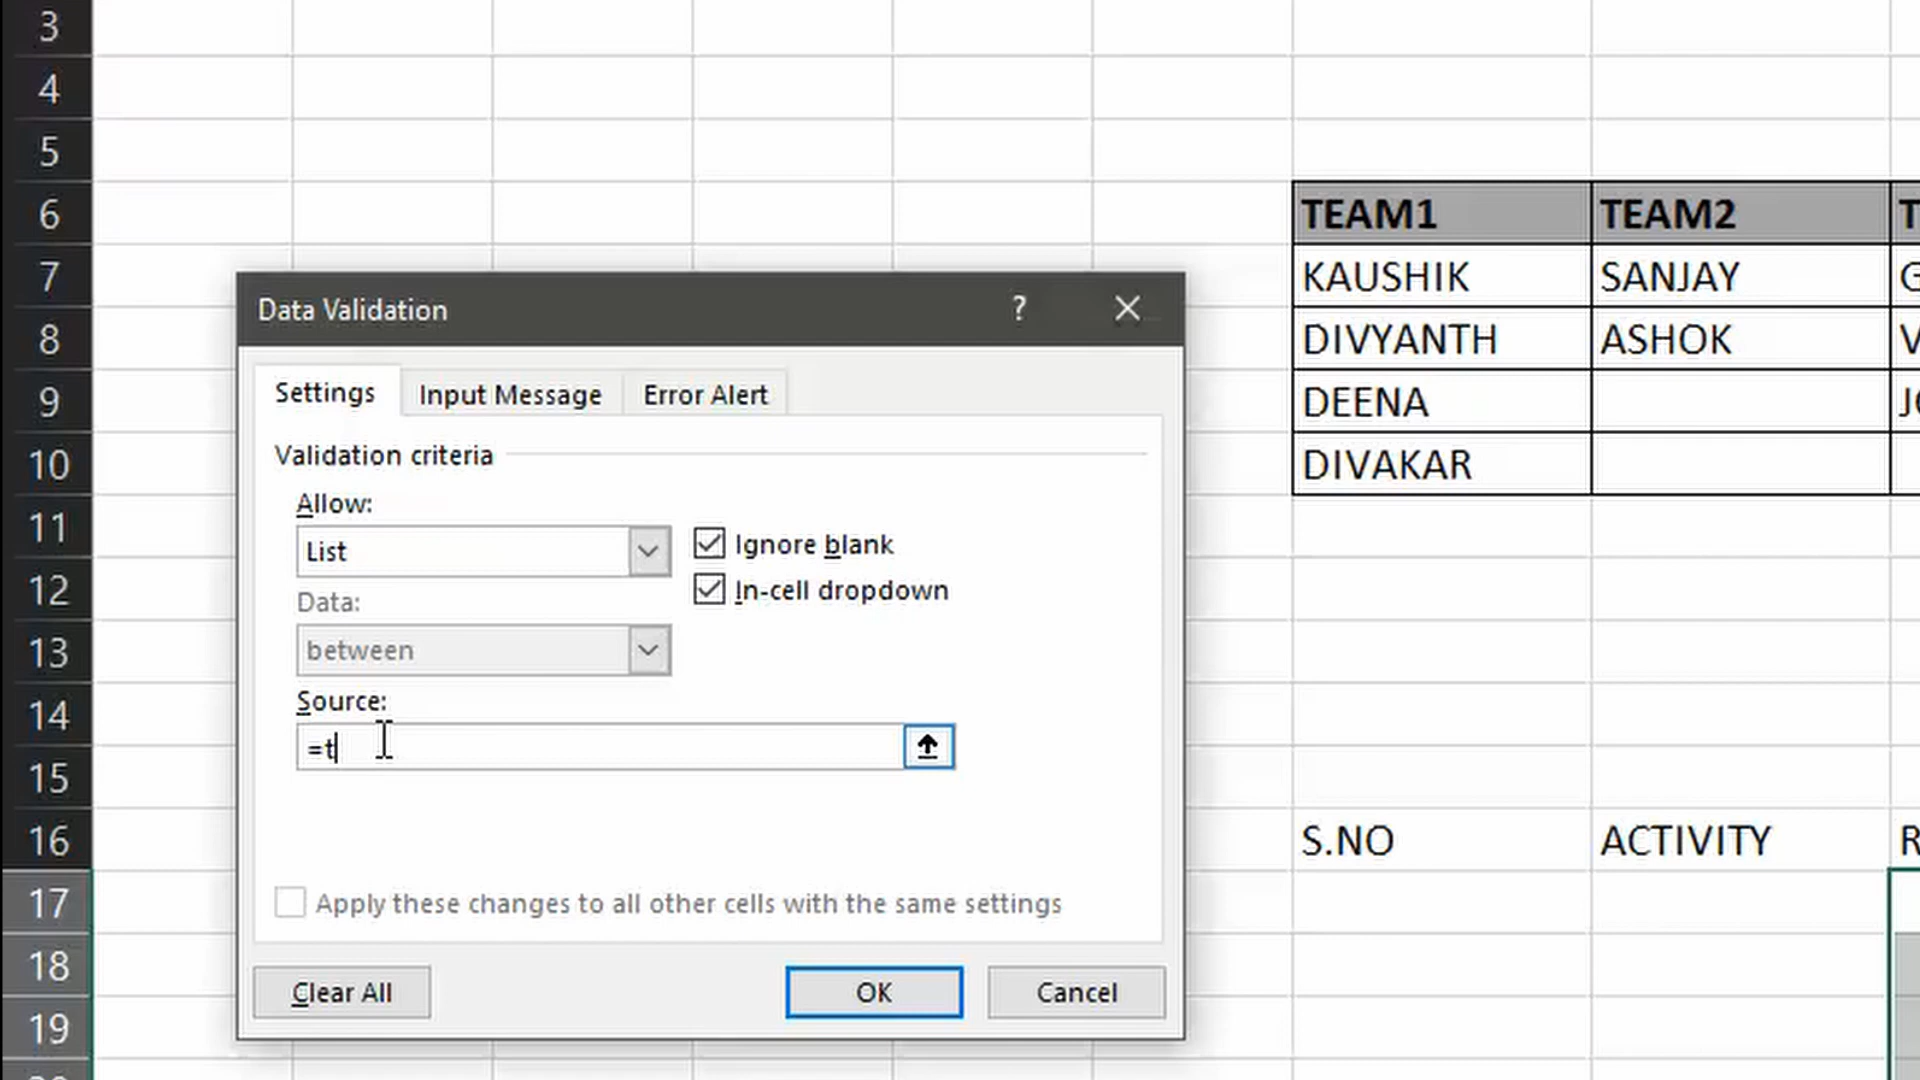 3
4
5
6 TEAM1 TEAM2 T
7 KAUSHIK SANJAY G
8 DIVYANTH ASHOK V
9 DEENA JO
10 DIVAKAR
11
12
13
14
15
16 S.NO ACTIVITY R
17
18
19
Data Validation ?
Settings Input Message Error Alert
Validation criteria
Allow:
List
Ignore blank
In-cell dropdown
Data:
between
Source:
=t
Apply these changes to all other cells with the same settings
Clear All OK Cancel